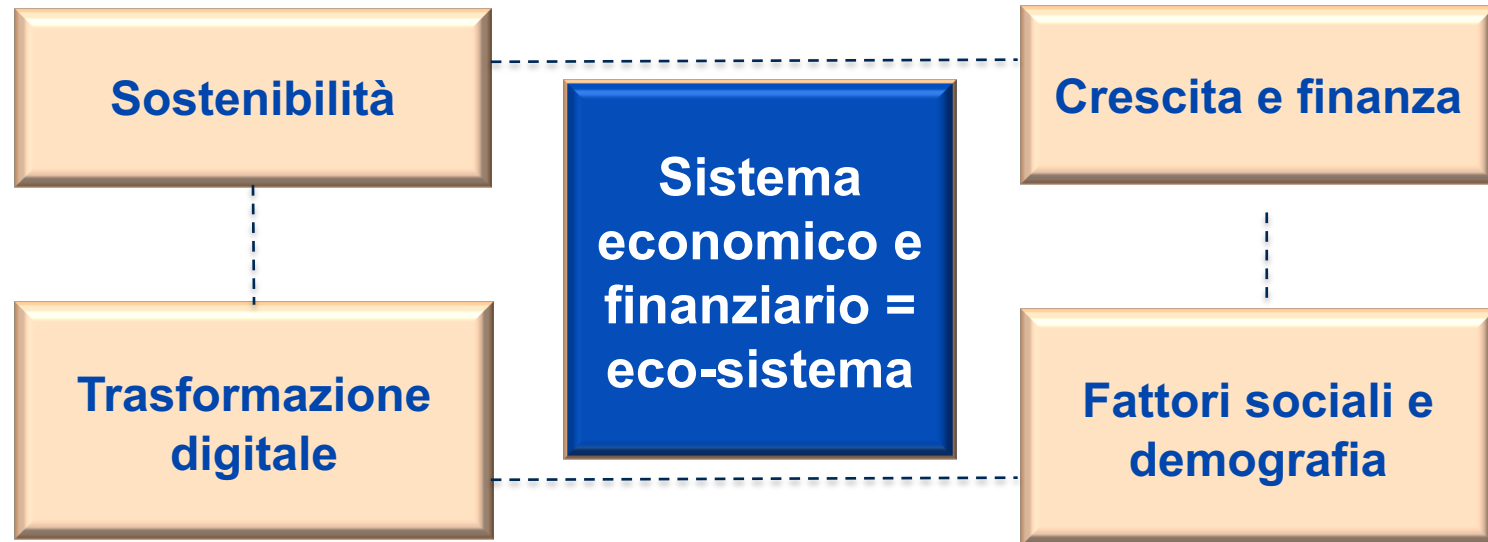 Sostenibilità
Crescita e finanza
Sistema
economico e
finanziario =
eco-sistema
Trasformazione
digitale
Fattori sociali e
demografia